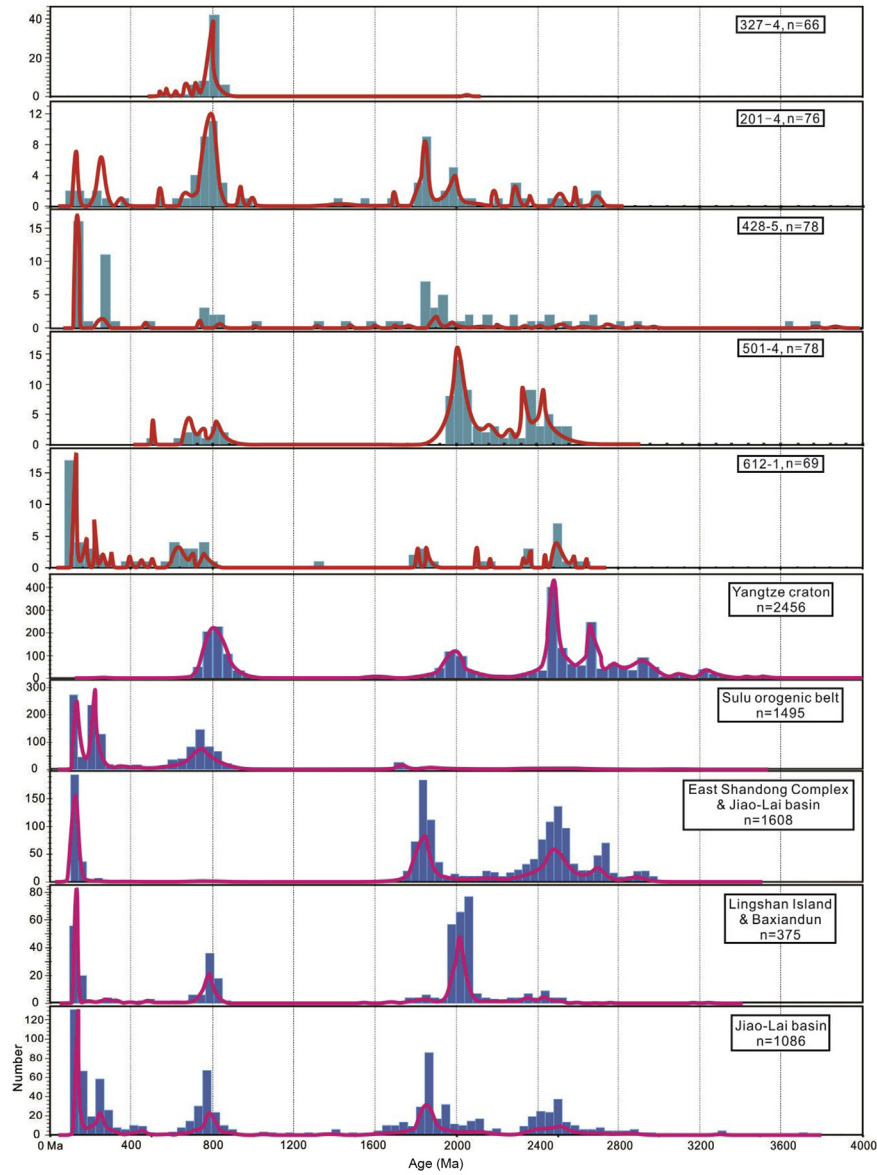 40
20
0
327-4, n=66
12
8
4
0
201-4, n=76
15
10
5
0
428-5, n=78
15
10
5
0
501-4, n=78
15
10
5
0
612-1, n=69
400
300
200
100
0
Yangtze craton
n=2456
300
200
100
0
Sulu orogenic belt
n=1495
150
100
50
0
East Shandong Complex
& Jiao-Lai basin
n=1608
80
60
40
20
0
Lingshan Island
& Baxiandun
n=375
120
100
80
60
40
20
0
Number
Jiao-Lai basin
n=1086
0 Ma 400 800 1200 1600 2000 2400 2800 3200 3600 4000
Age (Ma)